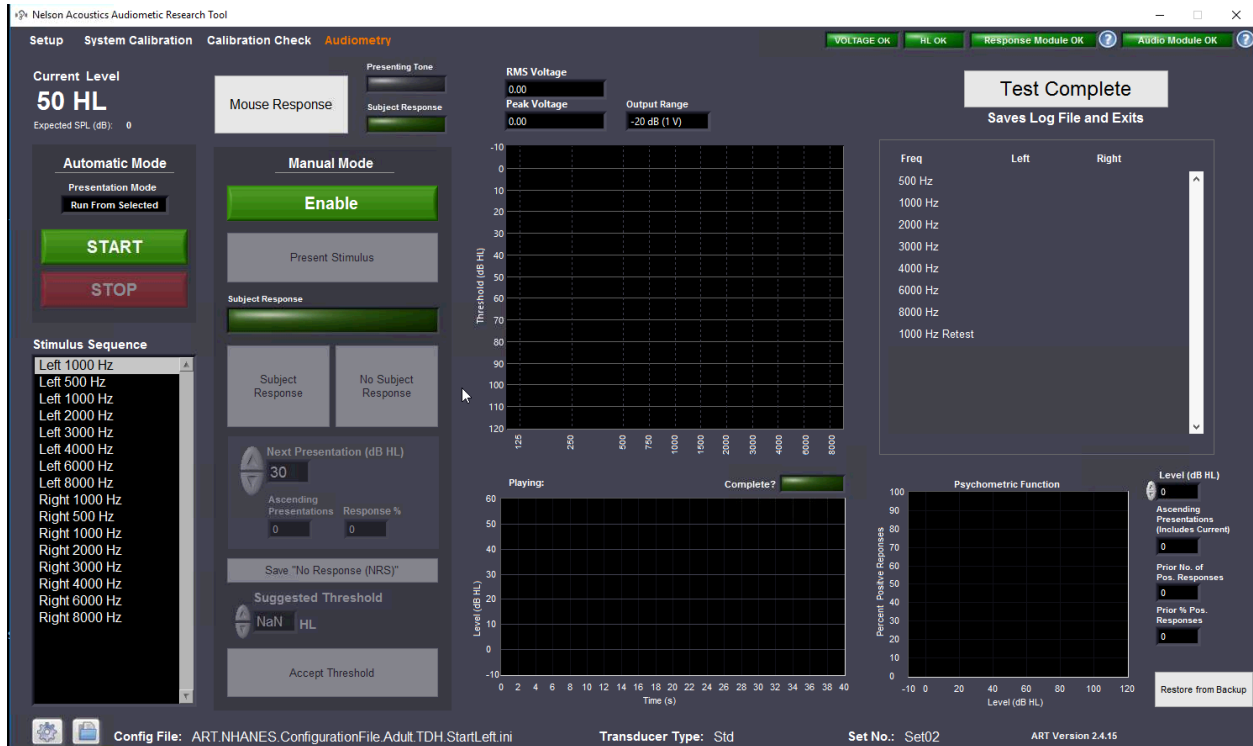 Nelson Acoustics Audiometic Research Tool
Setup System Calibration Calibration Check Audiometry
VOLTAGE OK HL OK Response Module OK ? Audio Module OK ?
Current Level
50 HL
Expected SPL (dB): 0
Mouse Response
Presenting Tone
Subject Response
RMS Voltage
0.00
Peak Voltage Output Range
0.00 -20 dB (1 V)
Test Complete
Saves Log File and Exits
Automatic Mode
Presentation Mode
Run From Selected
START
STOP
Stimulus Sequence
Left 1000 Hz
Left 500 Hz
Left 1000 Hz
Left 2000 Hz
Left 3000 Hz
Left 4000 Hz
Left 6000 Hz
Left 8000 Hz
Right 1000 Hz
Right 500 Hz
Right 1000 Hz
Right 2000 Hz
Right 3000 Hz
Right 4000 Hz
Right 6000 Hz
Right 8000 Hz
Manual Mode
Enable
Present Stimulus
Subject Response
Subject
Response
No Subject
Response
Next Presentation (dB HL)
30
Ascending
Presentations Response %
0 0
Save "No Response (NRS)"
Suggested Threshold
NaN HL
Accept Threshold
Threshold (dB HL)
-10
0
10
20
30
40
50
60
70
80
90
100
110
120
125 250 500 750 1000 1500 2000 3000 4000 6000 8000
Freq Left Right
500 Hz
1000 Hz
2000 Hz
3000 Hz
4000 Hz
6000 Hz
8000 Hz
1000 Hz Retest
Playing: Complete?
Level (dB HL)
60
50
40
30
20
10
0
-10
0 2 4 6 8 10 12 14 16 18 20 22 24 26 28 30 32 34 36 38 40
Time (s)
Psychometric Function
Percent Positve Reponses
100
90
80
70
60
50
40
30
20
10
0
-10 0 20 40 60 80 100 120
Level (dB HL)
Level (dB HL)
0
Ascending
Presentations
(Includes Current)
0
Prior No. of
Pos. Responses
0
Prior % Pos.
Responses
0
Restore from Backup
Config File: ART.NHANES.ConfigurationFile.Adult.TDH.StartLeft.ini Transducer Type: Std Set No.: Set02 ART Version 2.4.15